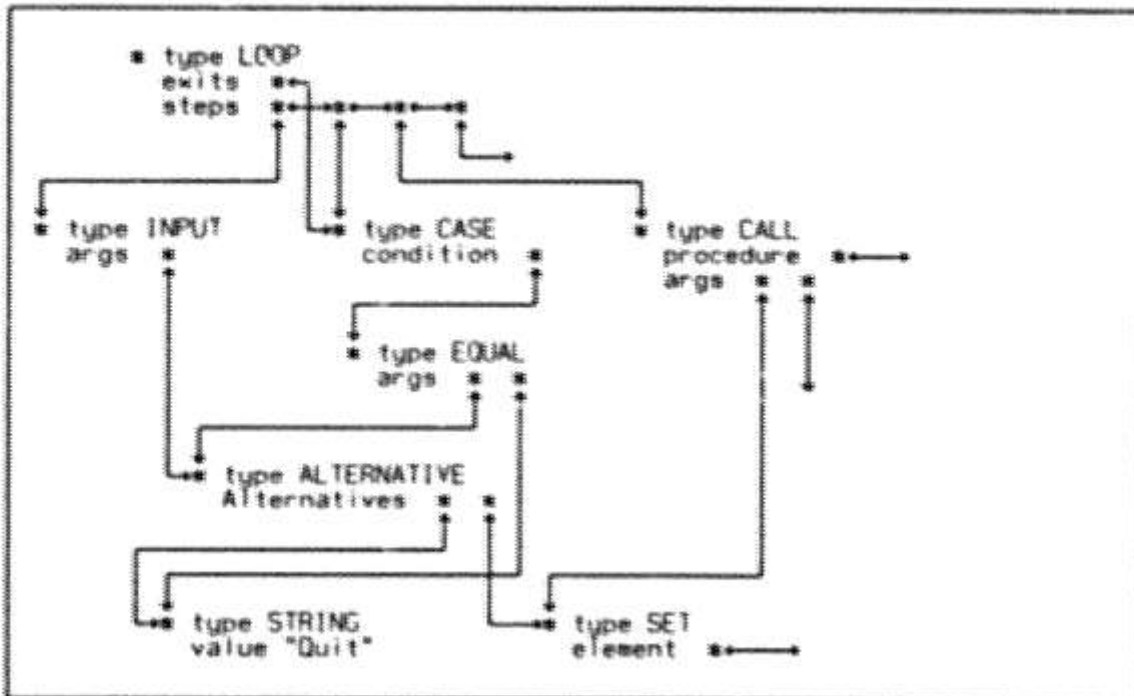 type LOOP
exits
steps
type INPUT
args
type CASE
condition
type CALL
procedure
args
type EQUAL
args
type ALTERNATIVE
Alternatives
type STRING
value "Quit"
type SET
element